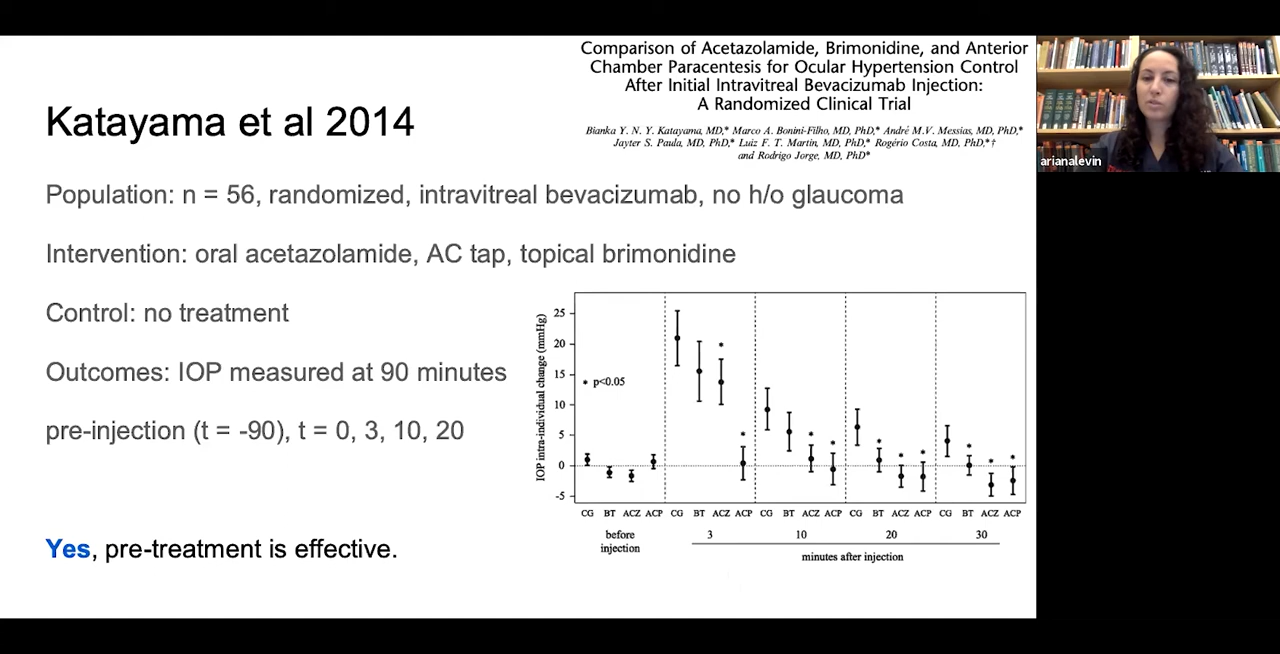 Comparison of Acetazolamide, Brimonidine, and Anterior
Chamber Paracentesis for Ocular Hypertension Control
After Initial Intravitreal Bevacizumab Injection:
A Randomized Clinical Trial
Bianka Y. N. Y. Katayama, MD,* Marco A. Bonini-Filho, MD, PhD,* André M.V. Messias, MD, PhD,*
Jayter S. Paula, MD, PhD,* Luiz F. T. Martin, MD, PhD,* Rogério Costa, MD, PhD,*†
and Rodrigo Jorge, MD, PhD*
arianalevin
Katayama et al 2014
Population: n = 56, randomized, intravitreal bevacizumab, no h/o glaucoma
Intervention: oral acetazolamide, AC tap, topical brimonidine
Control: no treatment
Outcomes: IOP measured at 90 minutes
pre-injection (t = -90), t = 0, 3, 10, 20
Yes, pre-treatment is effective.
IOP intra-individual change (mmHg)
25
20
15
10
5
0
-5
* p<0.05
* * * * * * * * * * *
CG BT ACZ ACP CG BT ACZ ACP CG BT ACZ ACP CG BT ACZ ACP CG BT ACZ ACP
before 3 10 20 30
injection
minutes after injection